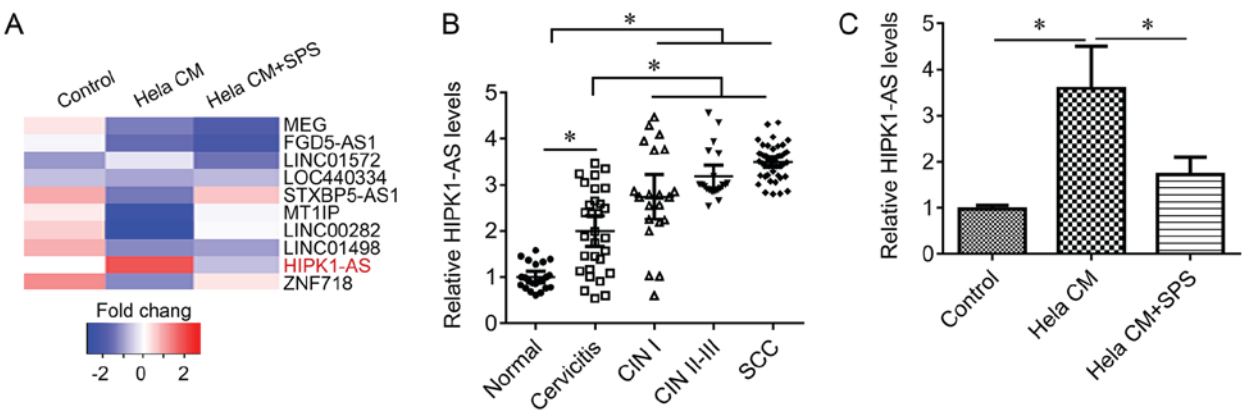 A
Control
Hela CM
Hela CM+SPS
MEG
FGD5-AS1
LINC01572
LOC440334
STXBP5-AS1
MT1IP
LINC00282
LINC01498
HIPK1-AS
ZNF718
Fold chang
-2 0 2
B
*
*
*
Relative HIPK1-AS levels
5
4
3
2
1
0
Normal
Cervicitis
CIN I
CIN II-III
SCC
C
* *
Relative HIPK1-AS levels
5
4
3
2
1
0
Control
Hela CM
Hela CM+SPS